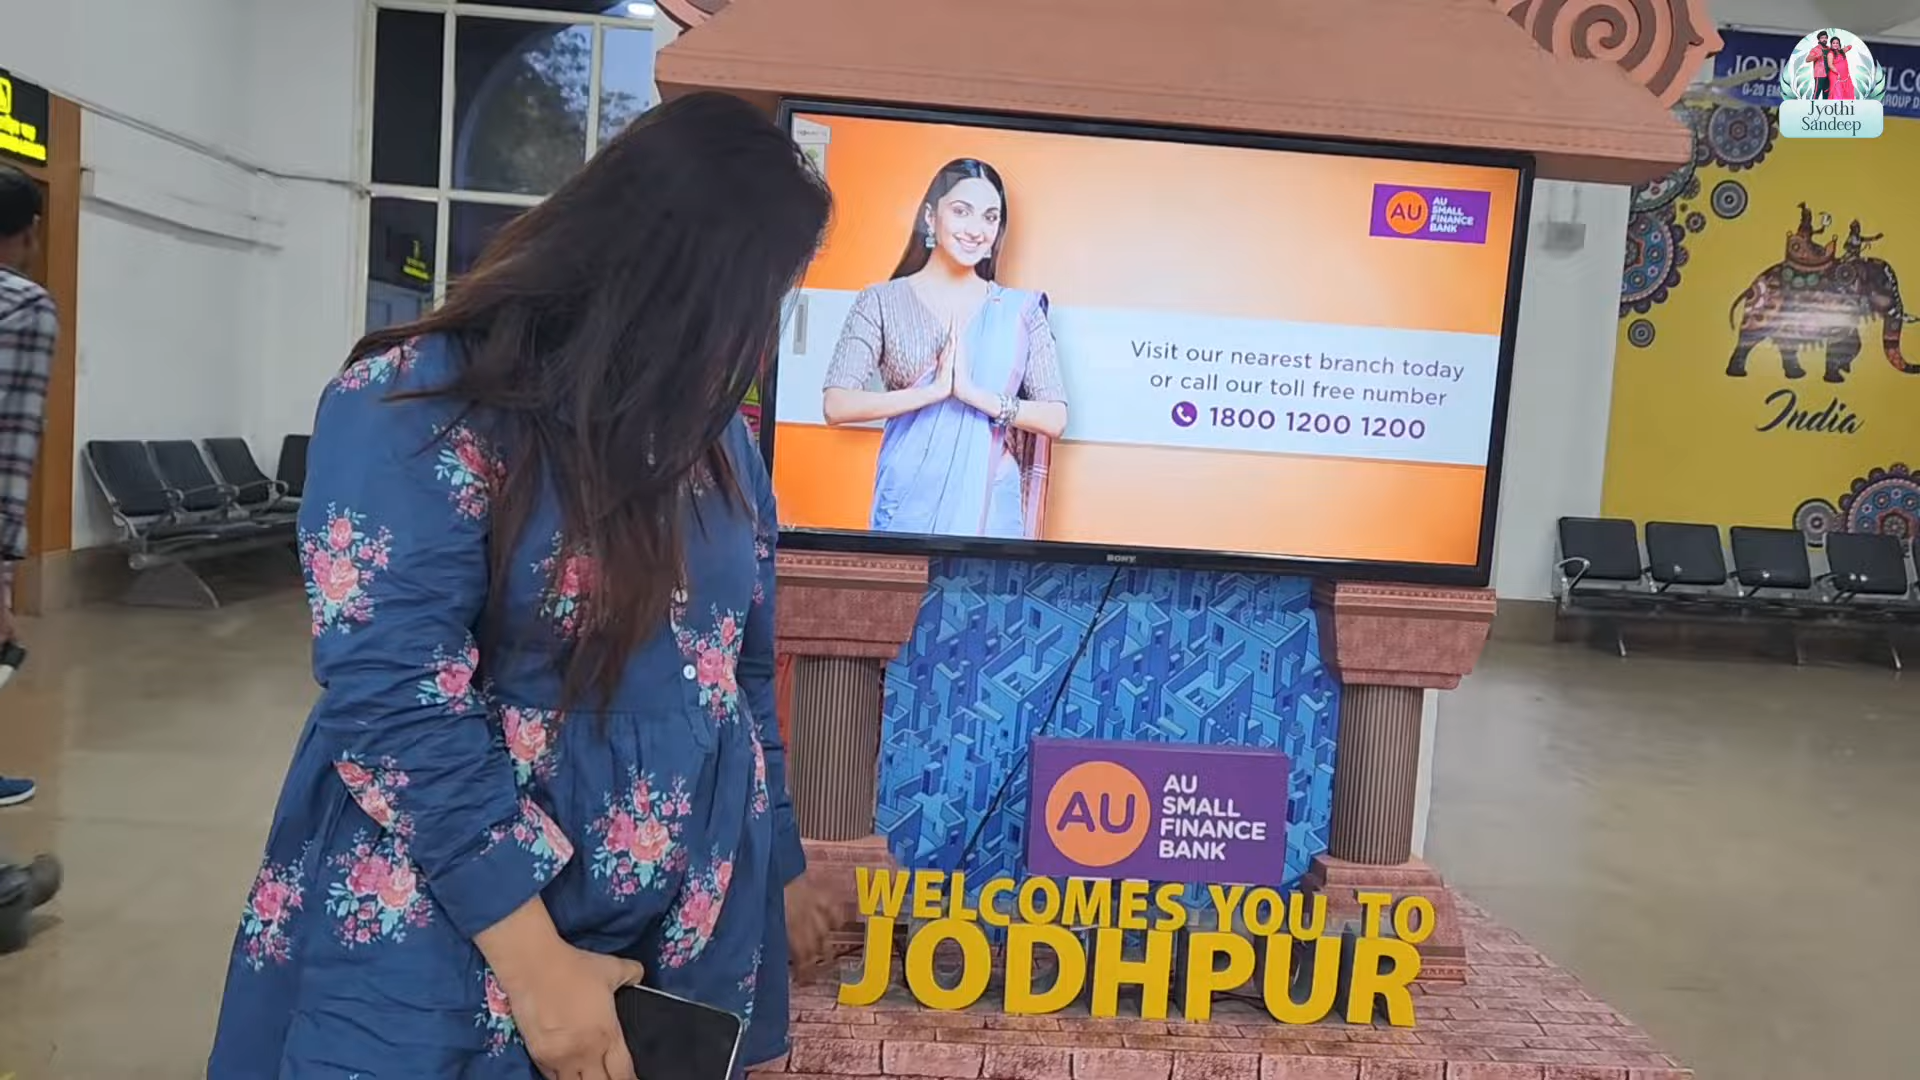 Jyothi
Sandeep
AU
AU
SMALL
FINANCE
BANK
Visit our nearest branch today
or call our toll free number
1800 1200 1200
India
SONY
AU
AU
SMALL
FINANCE
BANK
WELCOMES YOU TO
JODHPUR